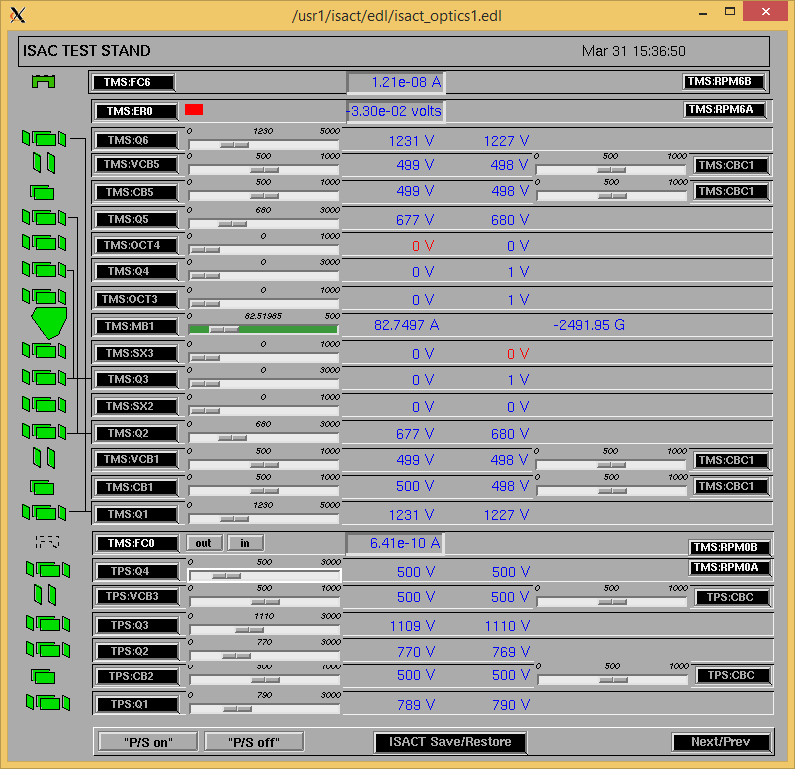 /usr1/isact/edl/isact_optics1.edl
ISAC TEST STAND Mar 31 15:36:50
TMS:FC6 1.21e-08 A TMS:RPM6B
TMS:ER0 -3.30e-02 volts TMS:RPM6A
TMS:Q6 0 1230 5000 1231 V 1227 V
TMS:VCB5 0 500 1000 499 V 498 V 0 500 1000 TMS:CBC1
TMS:CB5 0 500 1000 499 V 498 V 0 500 1000 TMS:CBC1
TMS:Q5 0 680 3000 677 V 680 V
TMS:OCT4 0 0 1000 0 V 0 V
TMS:Q4 0 0 3000 0 V 1 V
TMS:OCT3 0 0 1000 0 V 1 V
TMS:MB1 0 82.51985 500 82.7497 A -2491.95 G
TMS:SX3 0 0 1000 0 V 0 V
TMS:Q3 0 0 3000 0 V 1 V
TMS:SX2 0 0 1000 0 V 0 V
TMS:Q2 0 680 3000 677 V 680 V
TMS:VCB1 0 500 1000 499 V 498 V 0 500 1000 TMS:CBC1
TMS:CB1 0 500 1000 500 V 498 V 0 500 1000 TMS:CBC1
TMS:Q1 0 1230 5000 1231 V 1227 V
TMS:FC0 out in 6.41e-10 A TMS:RPM0B
TPS:Q4 0 500 3000 500 V 500 V TMS:RPM0A
TPS:VCB3 0 500 1000 500 V 500 V 0 500 1000 TPS:CBC
TPS:Q3 0 1110 3000 1109 V 1110 V
TPS:Q2 0 770 3000 770 V 769 V
TPS:CB2 0 500 1000 500 V 500 V 0 500 1000 TPS:CBC
TPS:Q1 0 790 3000 789 V 790 V
"P/S on" "P/S off" ISACT Save/Restore Next/Prev